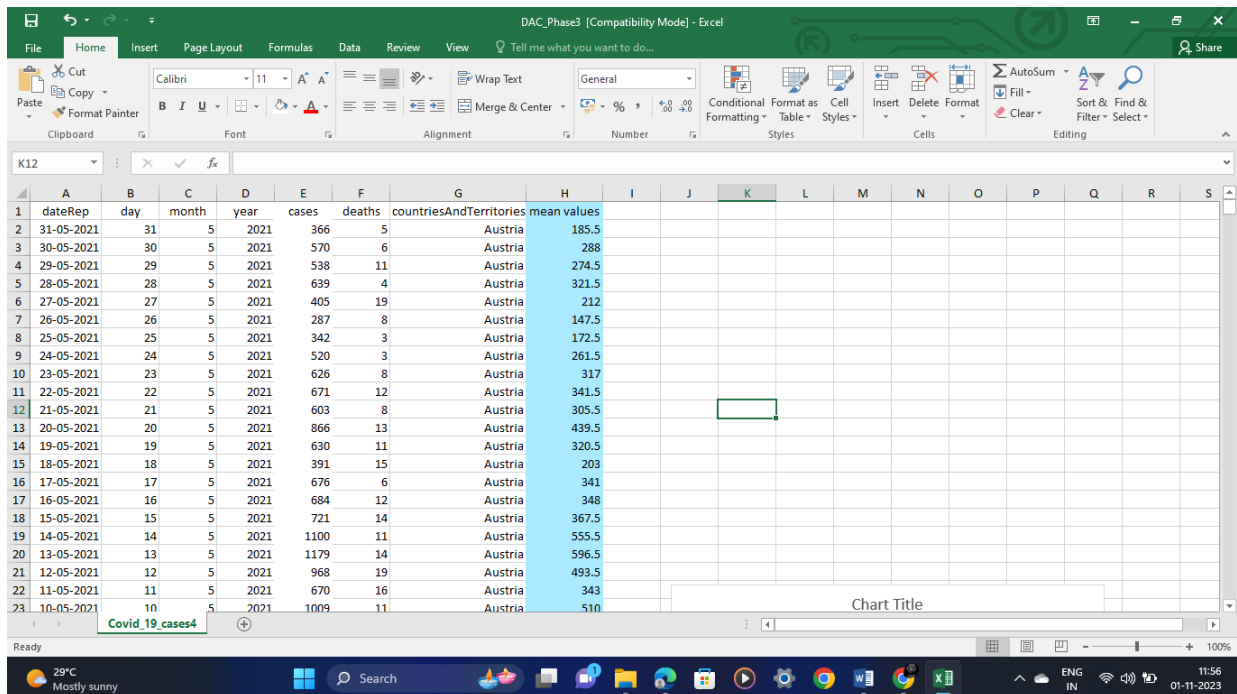 DAC_Phase3 [Compatibility Mode] - Excel
File Home Insert Page Layout Formulas Data Review View Tell me what you want to do... Share
Cut Calibri 11 A A Wrap Text General AutoSum
Copy Fill
Paste Format Painter B I U A Merge & Center % , Conditional Formatting Format as Table Cell Styles Insert Delete Format Clear Sort & Filter Find & Select
Clipboard Font Alignment Number Styles Cells Editing
K12 fx
A B C D E F G H I J K L M N O P Q R S
1 dateRep day month year cases deaths countriesAndTerritories mean values
2 31-05-2021 31 5 2021 366 5 Austria 185.5
3 30-05-2021 30 5 2021 570 6 Austria 288
4 29-05-2021 29 5 2021 538 11 Austria 274.5
5 28-05-2021 28 5 2021 639 4 Austria 321.5
6 27-05-2021 27 5 2021 405 19 Austria 212
7 26-05-2021 26 5 2021 287 8 Austria 147.5
8 25-05-2021 25 5 2021 342 3 Austria 172.5
9 24-05-2021 24 5 2021 520 3 Austria 261.5
10 23-05-2021 23 5 2021 626 8 Austria 317
11 22-05-2021 22 5 2021 671 12 Austria 341.5
12 21-05-2021 21 5 2021 603 8 Austria 305.5
13 20-05-2021 20 5 2021 866 13 Austria 439.5
14 19-05-2021 19 5 2021 630 11 Austria 320.5
15 18-05-2021 18 5 2021 391 15 Austria 203
16 17-05-2021 17 5 2021 676 6 Austria 341
17 16-05-2021 16 5 2021 684 12 Austria 348
18 15-05-2021 15 5 2021 721 14 Austria 367.5
19 14-05-2021 14 5 2021 1100 11 Austria 555.5
20 13-05-2021 13 5 2021 1179 14 Austria 596.5
21 12-05-2021 12 5 2021 968 19 Austria 493.5
22 11-05-2021 11 5 2021 670 16 Austria 343
23 10-05-2021 10 5 2021 1009 11 Austria 510
Chart Title
Covid_19_cases4
Ready 100%
29°C
Mostly sunny
Search
1
ENG
IN
11:56
01-11-2023